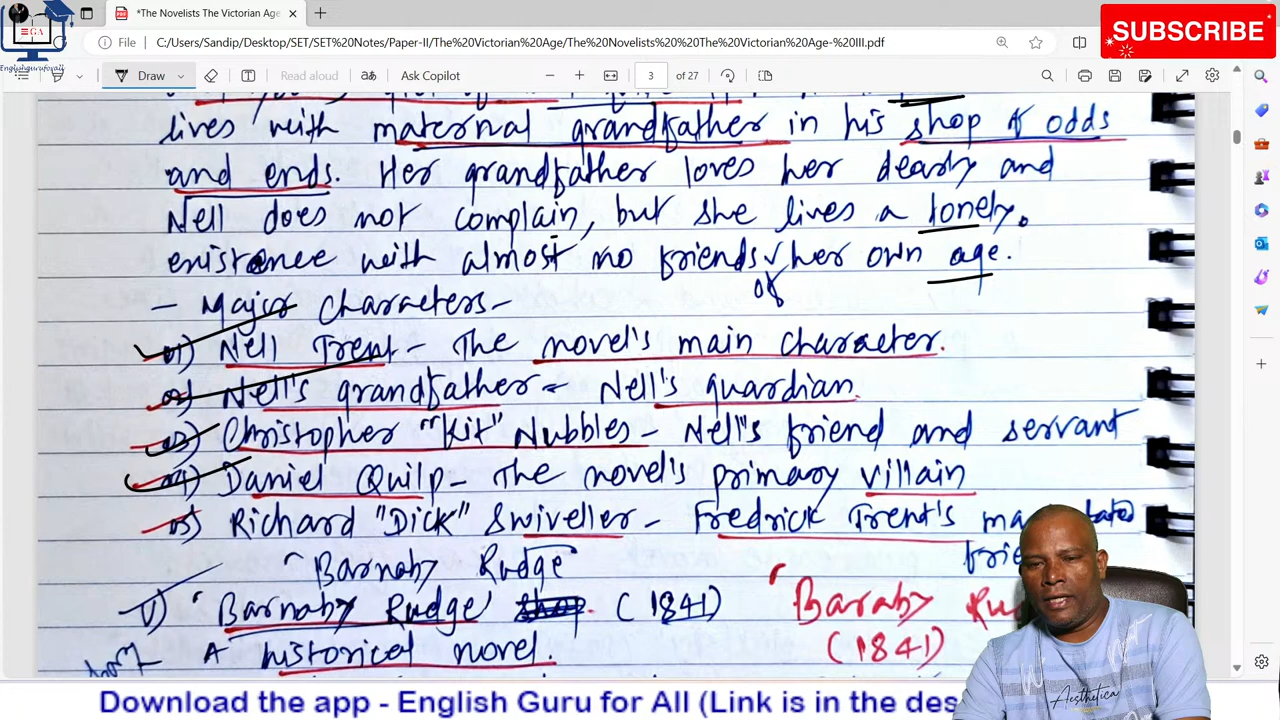 *The Novelists The Victorian Age
SUBSCRIBE
EGA
Englishguruforall
File
C:/Users/Sandip/Desktop/SET/SET%20Notes/Paper-II/The%20Victorian%20Age/The%20Novelists%20%20The%20Victorian%20Age-%20III.pdf
Draw
Read aloud
Ask Copilot
3
of 27
lives with maternal grandfather in his shop of odds
and ends. Her grandfather loves her dearly and
Nell does not complain, but she lives a lonely.
existence with almost no friends of her own age.
- Major Characters-
01) Nell Trent - The novel's main character.
02) Nell's grandfather - Nell's guardian.
03) Christopher "Kit" Nubbles - Nell's friend and servant
04) Daniel Quilp - The novel's primary villain
05) Richard "Dick" Swiveller - Fredrick Trent's
Barnaby Rudge
V) 'Barnaby Rudge' (1841)
Baraby
(1841)
- A historical novel.
Aesthetica
Download the app - English Guru for All (Link is in the des